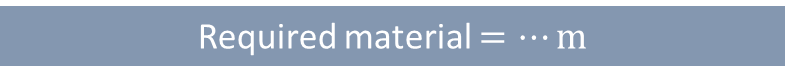 Required material = ⋯ m